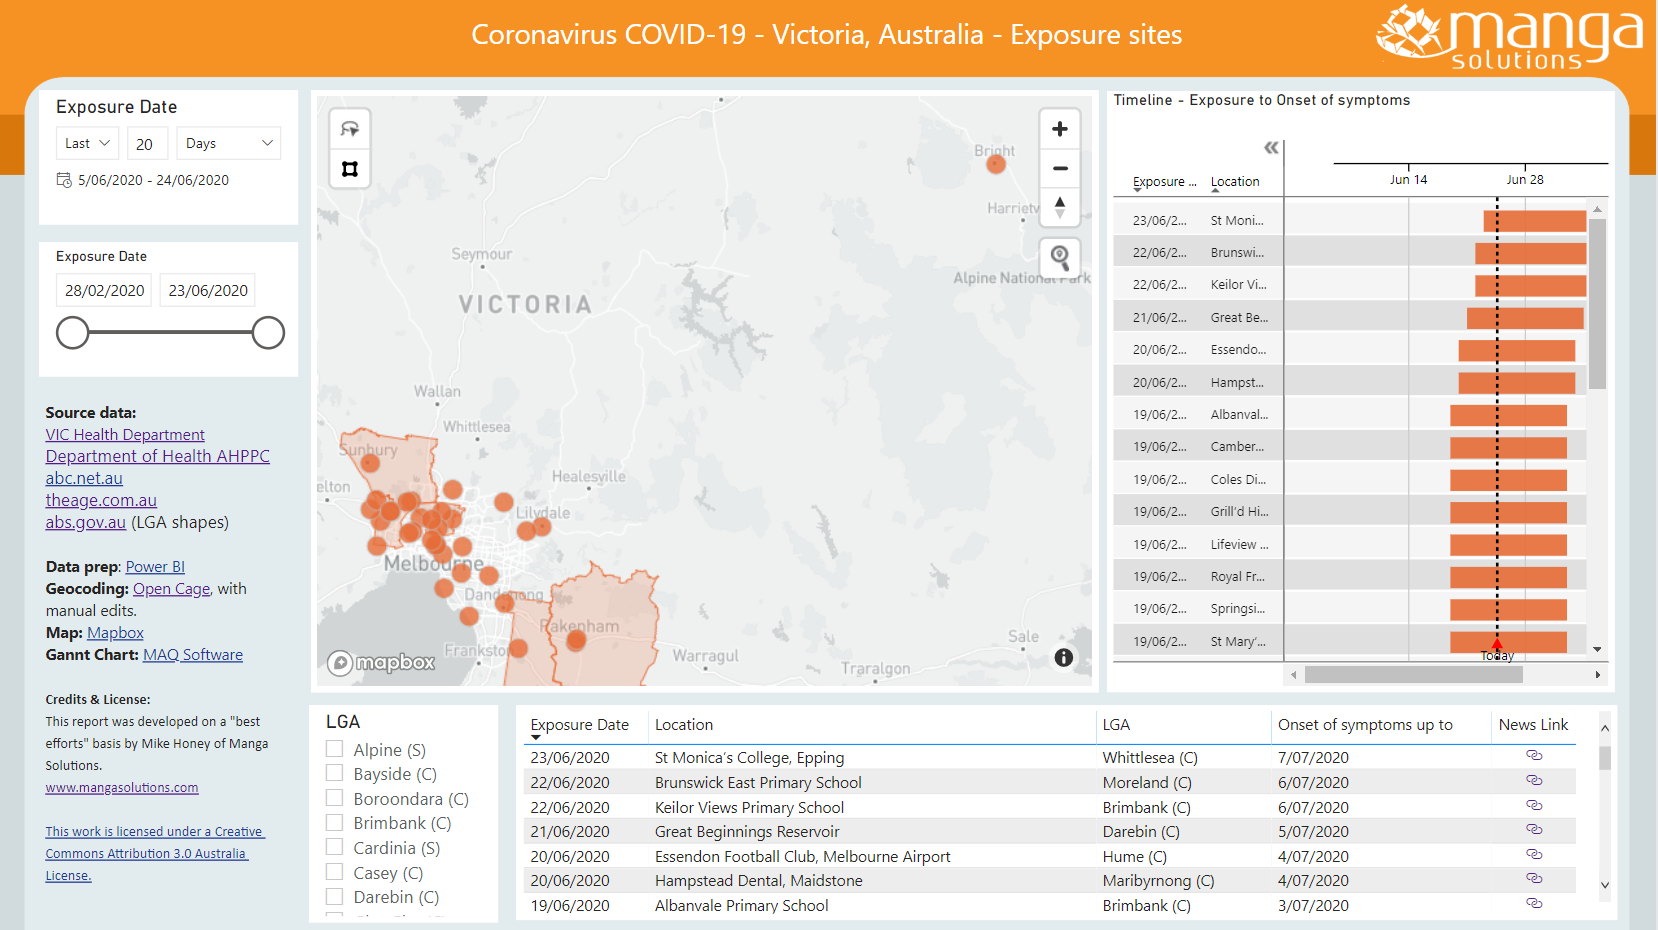 Coronavirus COVID-19 - Victoria, Australia - Exposure sites
manga
solutions
Exposure Date
Last
20
Days
5/06/2020 - 24/06/2020
Exposure Date
28/02/2020
23/06/2020
Source data:
VIC Health Department
Department of Health AHPPC
abc.net.au
theage.com.au
abs.gov.au (LGA shapes)
Data prep: Power BI
Geocoding: Open Cage, with
manual edits.
Map: Mapbox
Gannt Chart: MAQ Software
Credits & License:
This report was developed on a "best
efforts" basis by Mike Honey of Manga
Solutions.
www.mangasolutions.com
This work is licensed under a Creative
Commons Attribution 3.0 Australia
License.
Bright
Harrietv
Seymour
Alpine National Park
VICTORIA
Wallan
Whittlesea
Sunbury
Healesville
elton
Lilydale
Melbourne
Dandenong
Pakenham
Sale
Frankston
Warragul
Traralgon
mapbox
Timeline - Exposure to Onset of symptoms
Exposure ... Location
Jun 14
Jun 28
23/06/2... St Moni...
22/06/2... Brunswi...
22/06/2... Keilor Vi...
21/06/2... Great Be...
20/06/2... Essendo...
20/06/2... Hampst...
19/06/2... Albanval...
19/06/2... Camber...
19/06/2... Coles Di...
19/06/2... Grill'd Hi...
19/06/2... Lifeview ...
19/06/2... Royal Fr...
19/06/2... Springsi...
19/06/2... St Mary'...
Today
LGA
Alpine (S)
Bayside (C)
Boroondara (C)
Brimbank (C)
Cardinia (S)
Casey (C)
Darebin (C)
Exposure Date Location LGA Onset of symptoms up to News Link
23/06/2020 St Monica's College, Epping Whittlesea (C) 7/07/2020
22/06/2020 Brunswick East Primary School Moreland (C) 6/07/2020
22/06/2020 Keilor Views Primary School Brimbank (C) 6/07/2020
21/06/2020 Great Beginnings Reservoir Darebin (C) 5/07/2020
20/06/2020 Essendon Football Club, Melbourne Airport Hume (C) 4/07/2020
20/06/2020 Hampstead Dental, Maidstone Maribyrnong (C) 4/07/2020
19/06/2020 Albanvale Primary School Brimbank (C) 3/07/2020